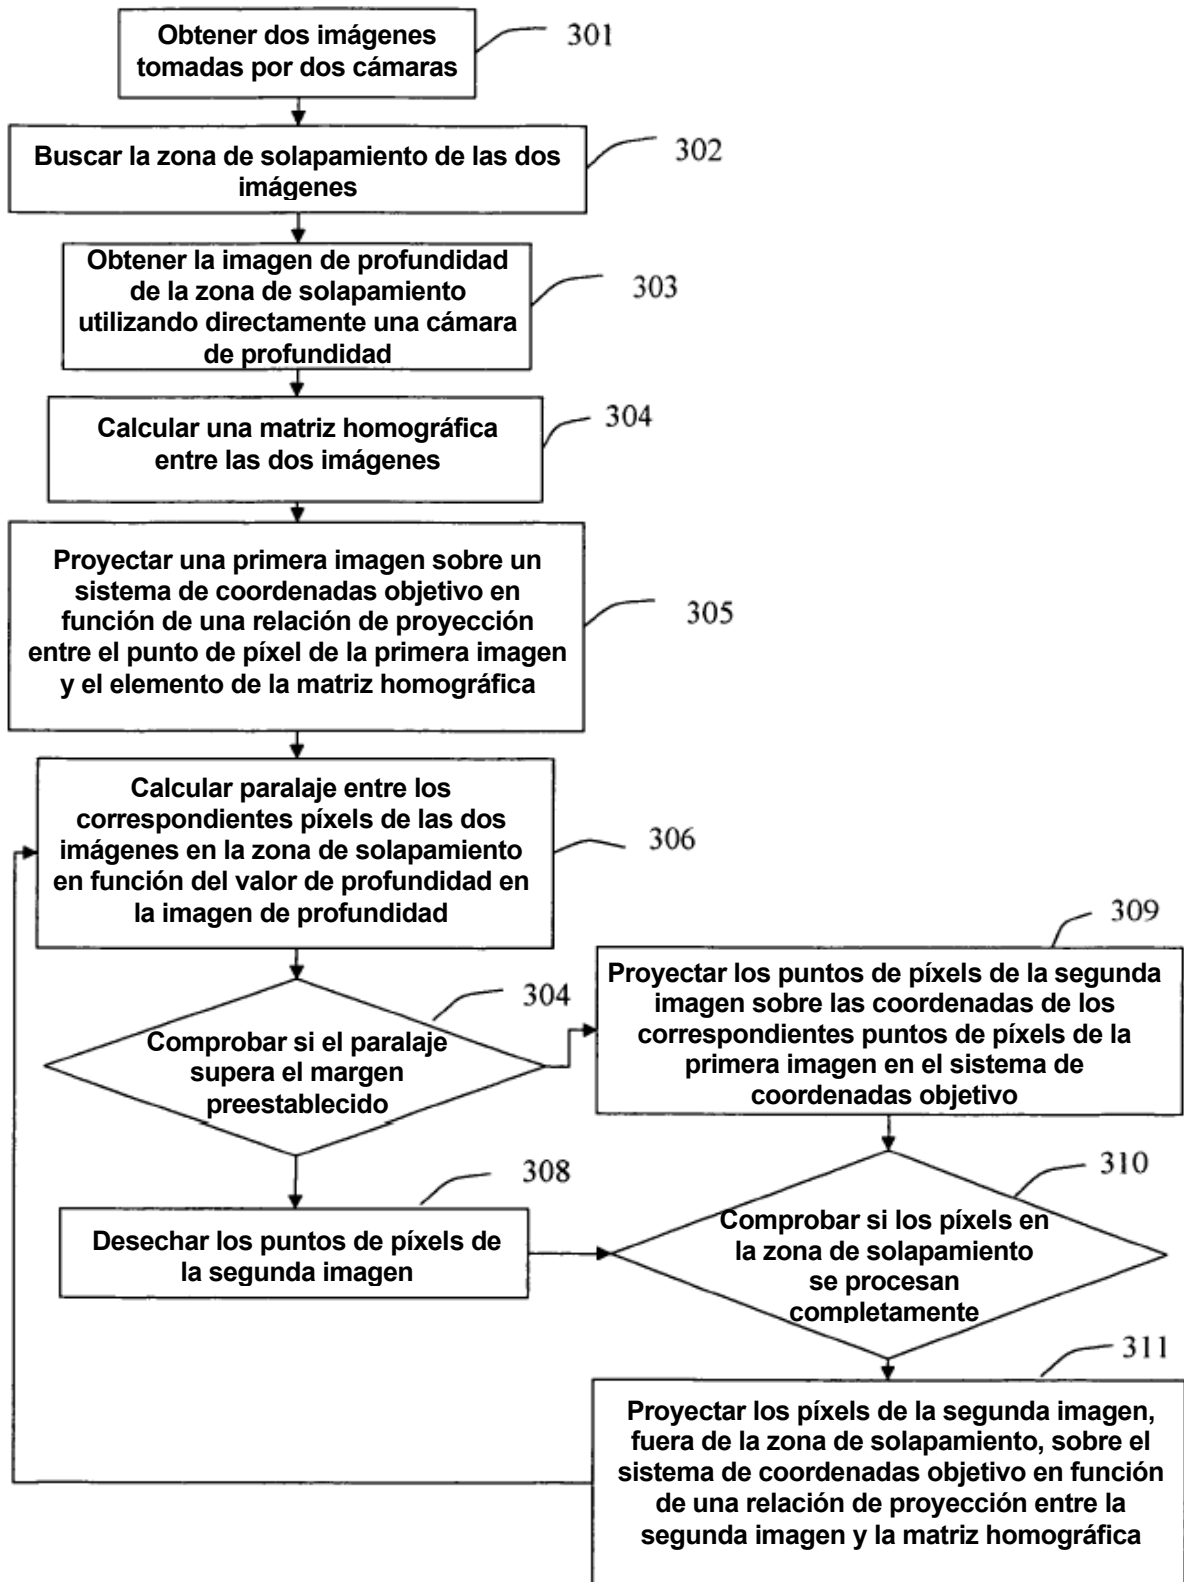 Obtener dos imágenes
tomadas por dos cámaras
301
Buscar la zona de solapamiento de las dos
imágenes
302
Obtener la imagen de profundidad
de la zona de solapamiento
utilizando directamente una cámara
de profundidad
303
Calcular una matriz homográfica
entre las dos imágenes
304
Proyectar una primera imagen sobre un
sistema de coordenadas objetivo en
función de una relación de proyección
entre el punto de píxel de la primera imagen
y el elemento de la matriz homográfica
305
Calcular paralaje entre los
correspondientes píxels de las dos
imágenes en la zona de solapamiento
en función del valor de profundidad en
la imagen de profundidad
306
Comprobar si el paralaje
supera el margen
preestablecido
304
Desechar los puntos de píxels de
la segunda imagen
308
Proyectar los puntos de píxels de la segunda
imagen sobre las coordenadas de los
correspondientes puntos de píxels de la
primera imagen en el sistema de
coordenadas objetivo
309
Comprobar si los píxels en
la zona de solapamiento
se procesan
completamente
310
Proyectar los píxels de la segunda imagen,
fuera de la zona de solapamiento, sobre el
sistema de coordenadas objetivo en función
de una relación de proyección entre la
segunda imagen y la matriz homográfica
311